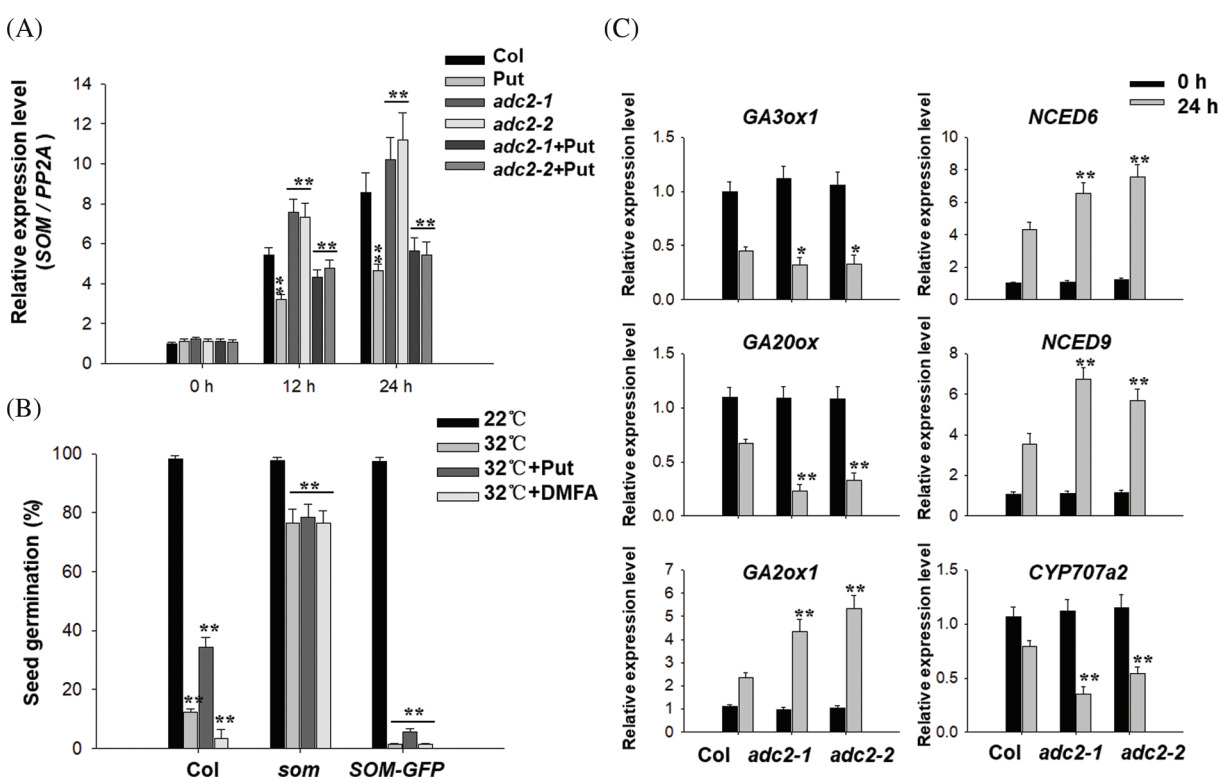 (A)
Relative expression level
(SOM / PP2A)
14
12
10
8
6
4
2
0
**
**
**
**
**
**
0 h
12 h
24 h
Col
Put
adc2-1
adc2-2
adc2-1+Put
adc2-2+Put
(B)
Seed germination (%)
100
80
60
40
20
0
22℃
32℃
32℃+Put
32℃+DMFA
**
**
**
**
**
Col
som
SOM-GFP
(C)
0 h
24 h
GA3ox1
Relative expression level
1.5
1.0
0.5
0.0
*
*
NCED6
Relative expression level
10
8
6
4
2
0
**
**
GA20ox
Relative expression level
1.5
1.0
0.5
0.0
**
**
NCED9
Relative expression level
8
6
4
2
0
**
**
GA2ox1
Relative expression level
7
6
5
4
3
2
1
0
**
**
Col
adc2-1
adc2-2
CYP707a2
Relative expression level
1.5
1.0
0.5
0.0
**
**
Col
adc2-1
adc2-2